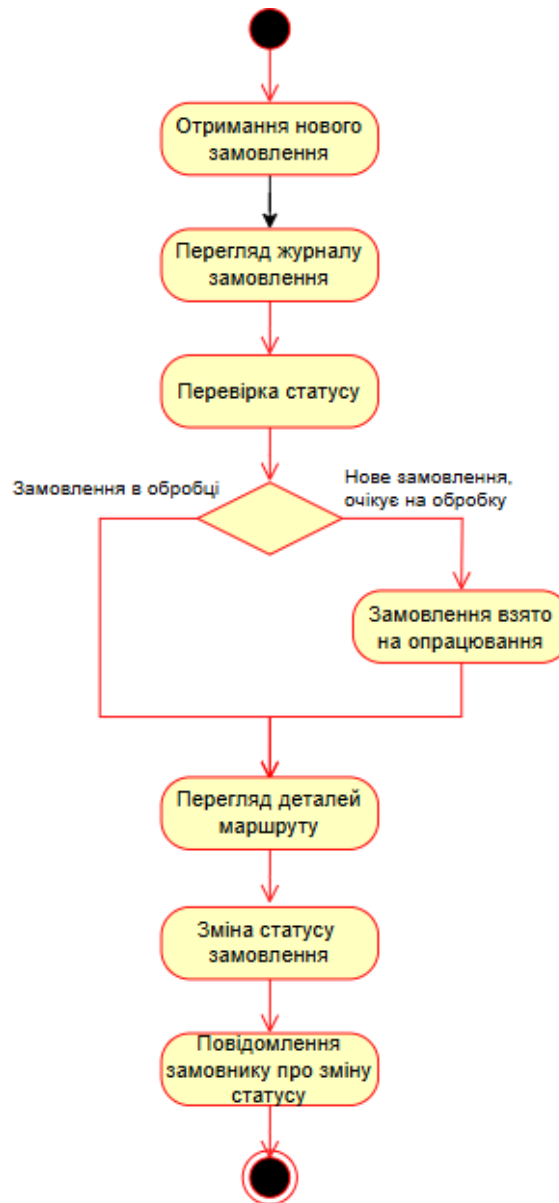 Отримання нового
замовлення
Перегляд журналу
замовлення
Перевірка статусу
Замовлення в обробці
Нове замовлення,
очікує на обробку
Замовлення взято
на опрацювання
Перегляд деталей
маршруту
Зміна статусу
замовлення
Повідомлення
замовнику про зміну
статусу